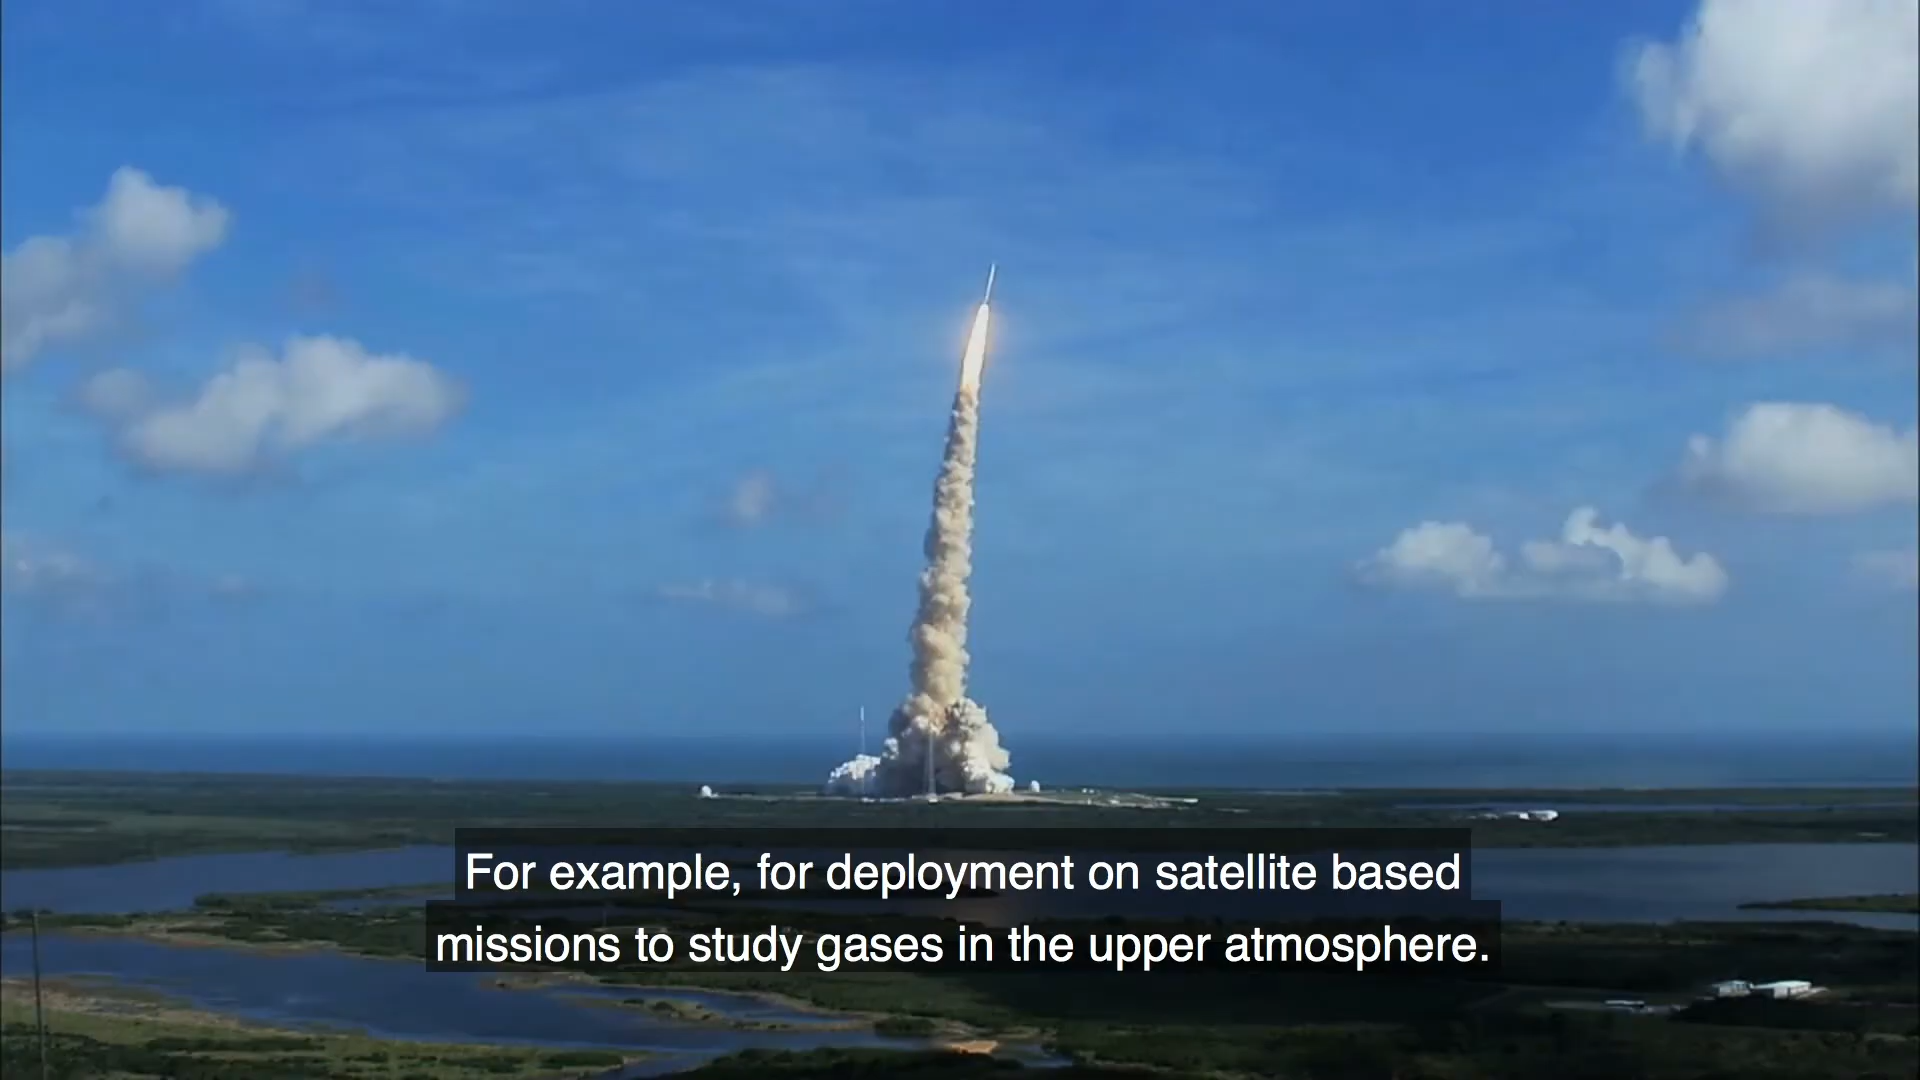 For example, for deployment on satellite based
missions to study gases in the upper atmosphere.